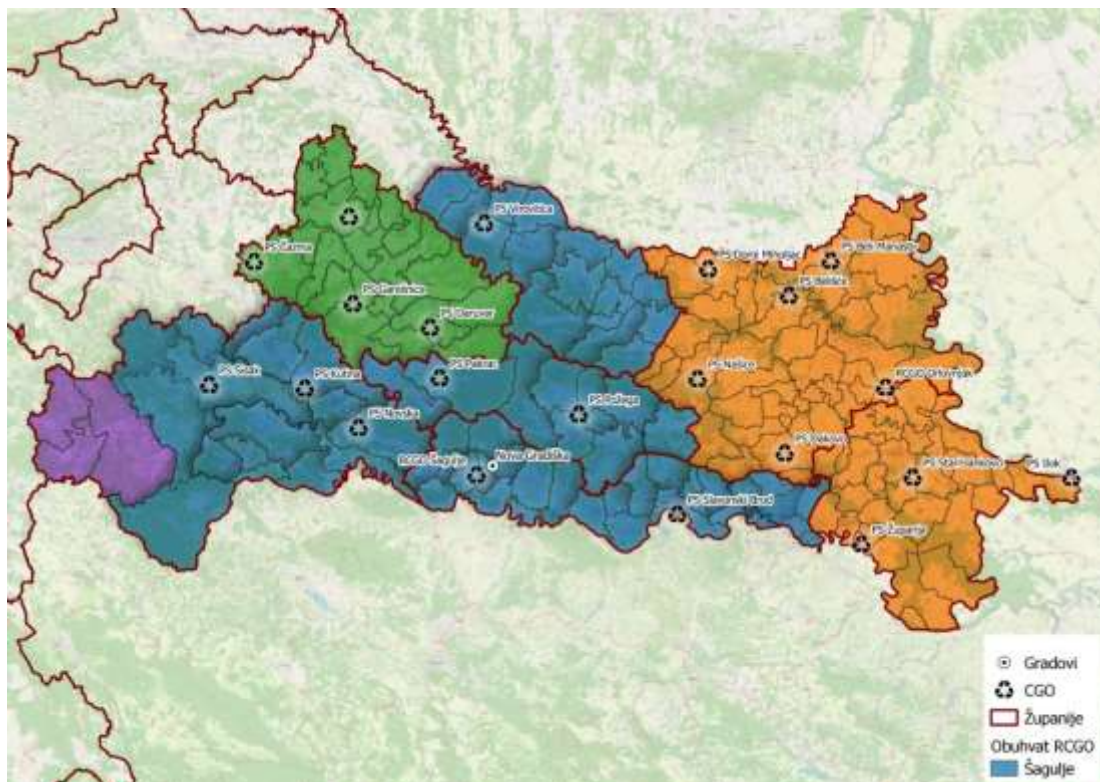 PS Virovitica
PS Čazma
PS Donji Miholjac
PS Beli Manastir
PS Belišće
PS Garešnica
PS Daruvar
PS Pakrac
PS Našice
RCGO Orlovnjak
PS Sisak
PS Kutina
PS Požega
PS Novska
PS Đakovo
RCGO Šagulje
Nova Gradiška
PS Stari Jankovci
PS Ilok
PS Slavonski Brod
PS Županja
Gradovi
CGO
Županije
Obuhvat RCGO
Šagulje